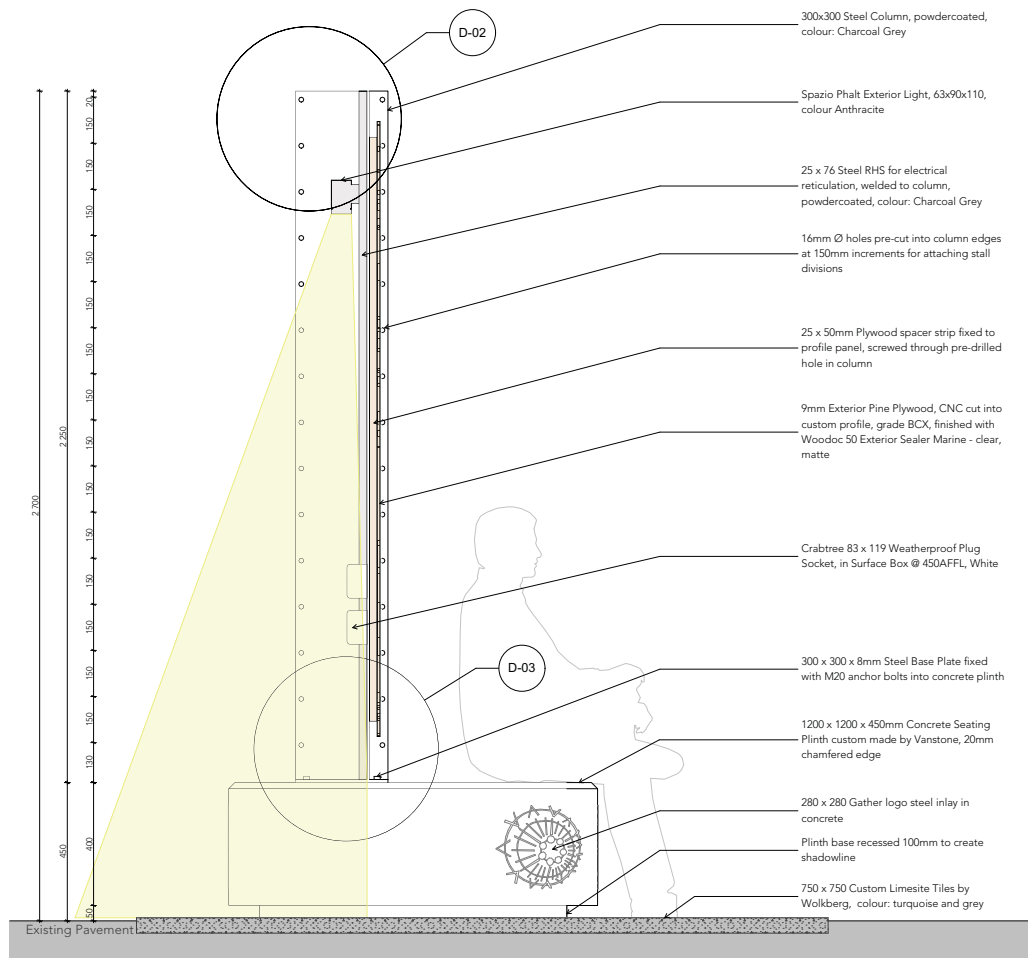 D-02
300x300 Steel Column, powdercoated,
colour: Charcoal Grey
Spazio Phalt Exterior Light, 63x90x110,
colour Anthracite
25 x 76 Steel RHS for electrical
reticulation, welded to column,
powdercoated, colour: Charcoal Grey
16mm Ø holes pre-cut into column edges
at 150mm increments for attaching stall
divisions
25 x 50mm Plywood spacer strip fixed to
profile panel, screwed through pre-drilled
hole in column
9mm Exterior Pine Plywood, CNC cut into
custom profile, grade BCX, finished with
Woodoc 50 Exterior Sealer Marine - clear,
matte
Crabtree 83 x 119 Weatherproof Plug
Socket, in Surface Box @ 450AFFL, White
D-03
300 x 300 x 8mm Steel Base Plate fixed
with M20 anchor bolts into concrete plinth
1200 x 1200 x 450mm Concrete Seating
Plinth custom made by Vanstone, 20mm
chamfered edge
280 x 280 Gather logo steel inlay in
concrete
Plinth base recessed 100mm to create
shadowline
750 x 750 Custom Limesite Tiles by
Wolkberg, colour: turquoise and grey
2 700
2 250
450
20
150
150
150
150
150
150
150
150
150
150
150
150
150
150
130
400
50
Existing Pavement